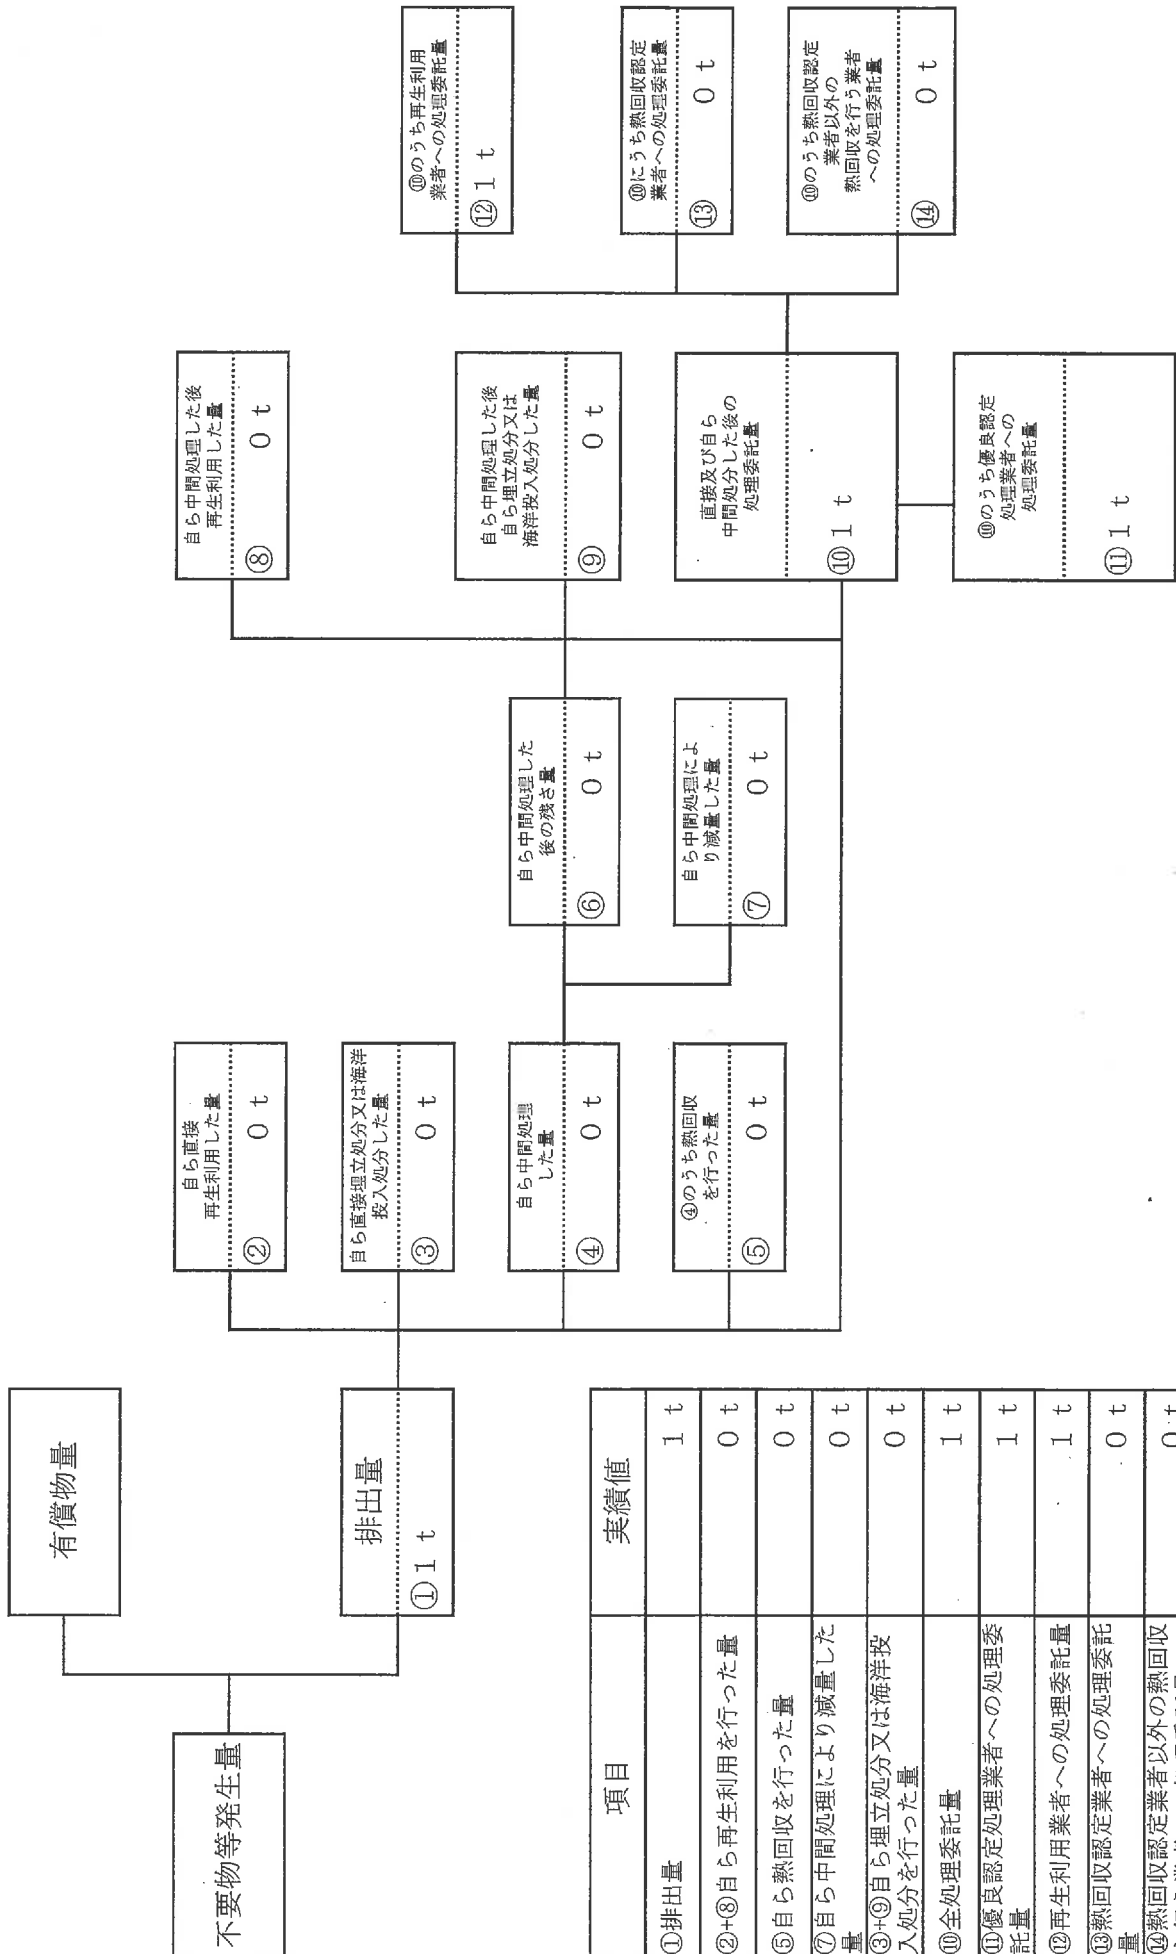 有償物量
不要物等発生量
排出量
①1 t
自ら直接
再生利用した量
② 0 t
自ら直接埋立処分又は海洋
投入処分した量
③ 0 t
自ら中間処理
した量
④ 0 t
④のうち熱回収
を行った量
⑤ 0 t
自ら中間処理した
後の残さ量
⑥ 0 t
自ら中間処理によ
り減量した量
⑦ 0 t
自ら中間処理した後
再生利用した量
⑧ 0 t
自ら中間処理した後
自ら埋立処分又は
海洋投入処分した量
⑨ 0 t
直接及び自ら
中間処分した後の
処理委託量
⑩1 t
⑩のうち優良認定
処理業者への
処理委託量
⑪1 t
⑩のうち再生利用
業者への処理委託量
⑫1 t
⑩にうち熱回収認定
業者への処理委託量
⑬ 0 t
⑩のうち熱回収認定
業者以外の
熱回収を行う業者
への処理委託量
⑭ 0 t
項目 実績値
①排出量 1 t
②+⑧自ら再生利用を行った量 0 t
⑤自ら熱回収を行った量 0 t
⑦自ら中間処理により減量した
量 0 t
③+⑨自ら埋立処分又は海洋投
入処分を行った量 0 t
⑩全処理委託量 1 t
⑪優良認定処理業者への処理委
託量 1 t
⑫再生利用業者への処理委託量 1 t
⑬熱回収認定業者への処理委託
量 0 t
⑭熱回収認定業者以外の熱回収 0 t